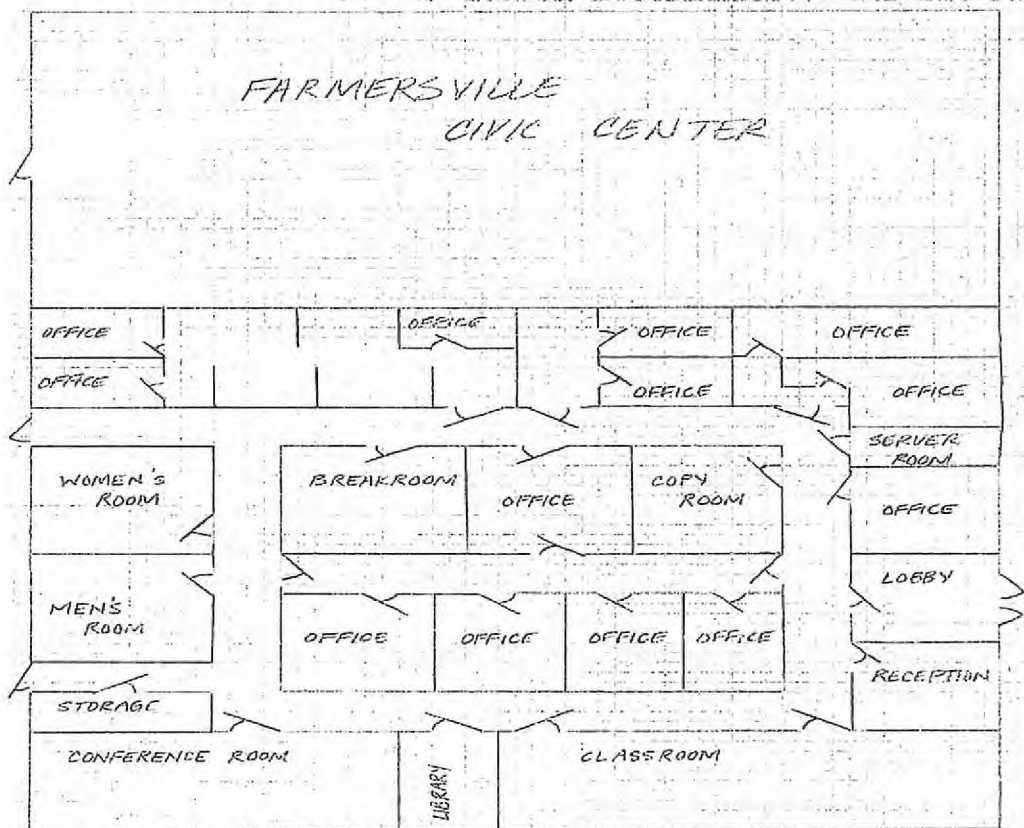 FARMERSVILLE
CIVIC CENTER
OFFICE
OFFICE
OFFICE
OFFICE
OFFICE
OFFICE
OFFICE
SERVER
ROOM
WOMEN'S
ROOM
BREAKROOM
OFFICE
COPY
ROOM
OFFICE
LOBBY
MEN'S
ROOM
OFFICE
OFFICE
OFFICE
OFFICE
RECEPTION
STORAGE
CONFERENCE ROOM
LIBRARY
CLASSROOM